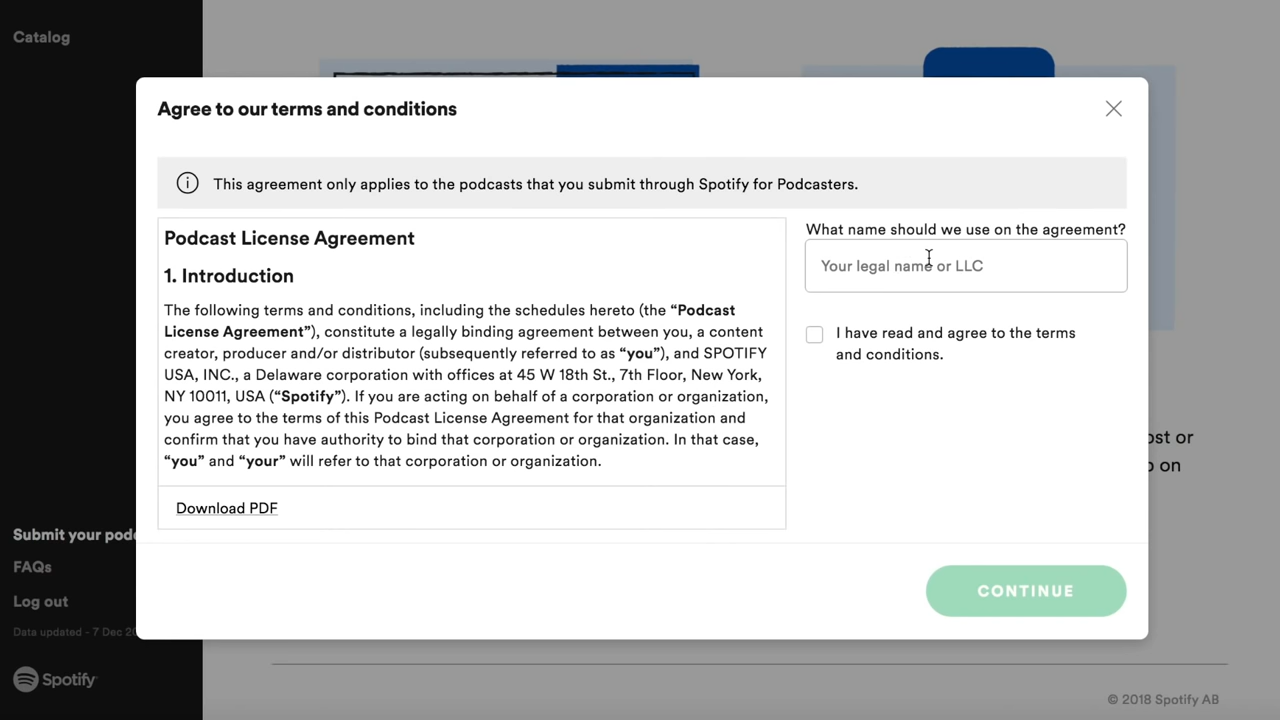 Catalog
Agree to our terms and conditions
This agreement only applies to the podcasts that you submit through Spotify for Podcasters.
Podcast License Agreement
1. Introduction
The following terms and conditions, including the schedules hereto (the “Podcast
License Agreement”), constitute a legally binding agreement between you, a content
creator, producer and/or distributor (subsequently referred to as “you”), and SPOTIFY
USA, INC., a Delaware corporation with offices at 45 W 18th St., 7th Floor, New York,
NY 10011, USA (“Spotify”). If you are acting on behalf of a corporation or organization,
you agree to the terms of this Podcast License Agreement for that organization and
confirm that you have authority to bind that corporation or organization. In that case,
“you” and “your” will refer to that corporation or organization.
Download PDF
What name should we use on the agreement?
Your legal name or LLC
I have read and agree to the terms
and conditions.
CONTINUE
or
on
Submit your
FAQs
Log out
Data updated - 7 Dec
Spotify
© 2018 Spotify AB